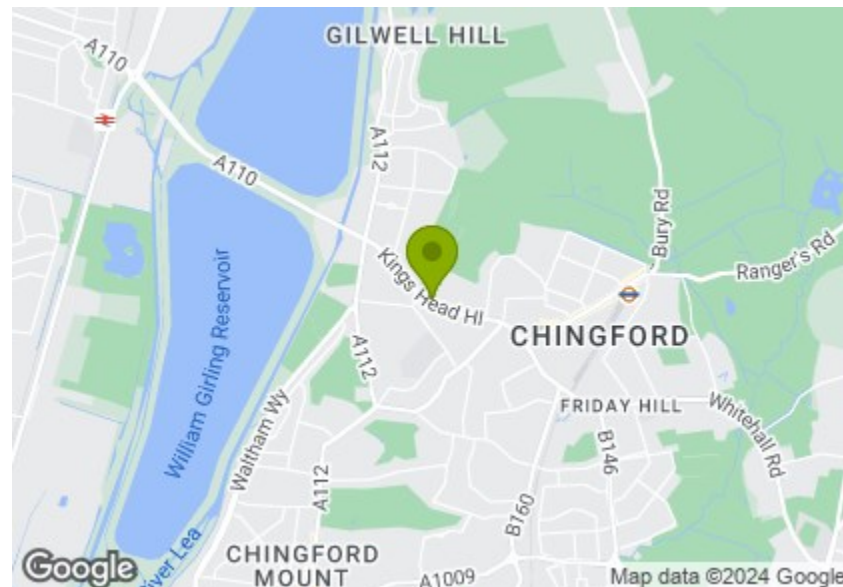 GILWELL HILL
A110
A112
A110
Bury Rd
Ranger's Rd
Kings Head Hl
CHINGFORD
William Girling Reservoir
A112
Waltham Wy
FRIDAY HILL
Whitehall Rd
B146
A112
B160
River Lea
CHINGFORD
MOUNT
A1009
Google
Map data ©2024 Google